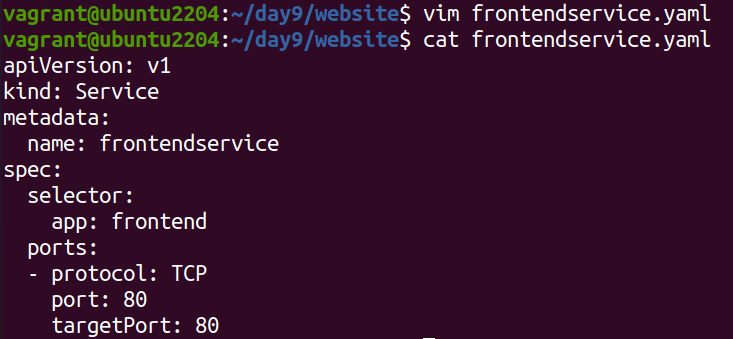 vagrant@ubuntu2204:~/day9/website$ vim frontendservice.yaml
vagrant@ubuntu2204:~/day9/website$ cat frontendservice.yaml
apiVersion: v1
kind: Service
metadata:
  name: frontendservice
spec:
  selector:
    app: frontend
  ports:
  - protocol: TCP
    port: 80
    targetPort: 80